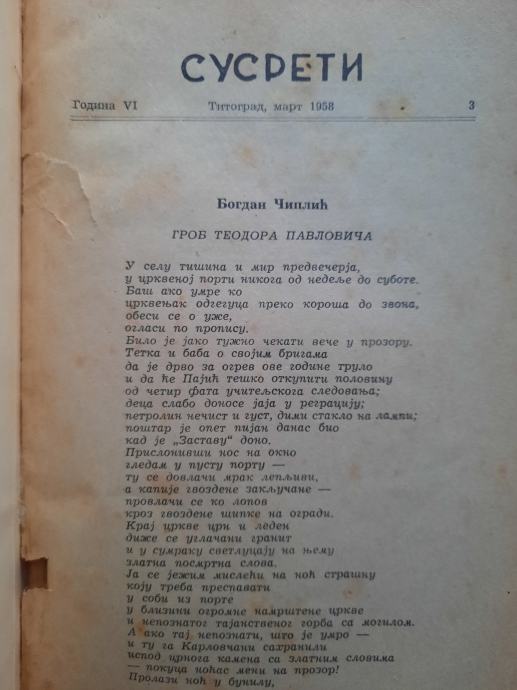 СУСРЕТИ
Година VI Титоград, март 1958 3
Богдан Чиплић
ГРОБ ТЕОДОРА ПАВЛОВИЧА
У селу тишина и мир предвечерја,
у црквеној порти никога од недеље до суботе.
Баш ако умре ко
црквењак одгегуца преко короша до звона,
обеси се о уже,
огласи по пропису.
Било је јако тужно чекати вече у прозору.
Тетка и баба о својим бригама
да је дрво за огрев ове године труло
и да ће Пајић тешко откупити половину
од четир фата учитељскога следовања;
деца слабо доносе јаја у реграцију;
петролин нечист и густ, дими стакло на лампи;
поштар је опет пијан данас био
кад је „Заставу“ доно.
Прислонивши нос на окно
гледам у пусту порту —
ту се довлачи мрак лепљиви,
а капије гвоздене закључане —
провлачи се ко лопов
кроз гвоздене шипке на огради.
Крај цркве црн и леден
диже се углачани гранит
и у сумраку светлуцају на њему
златна посмртна слова.
Ја се јежим мислећи на ноћ страшну
коју треба преспавати
у соби из порте
у близини огромне намрштене цркве
и непознатог тајанственог горба са могилом.
А ако тај непознати, што је умро —
и ту га Карловчани сахранили
испод црнога камена са златним словима
— покуца ноћас мени на прозор!
Пролази ноћ у бунилу,